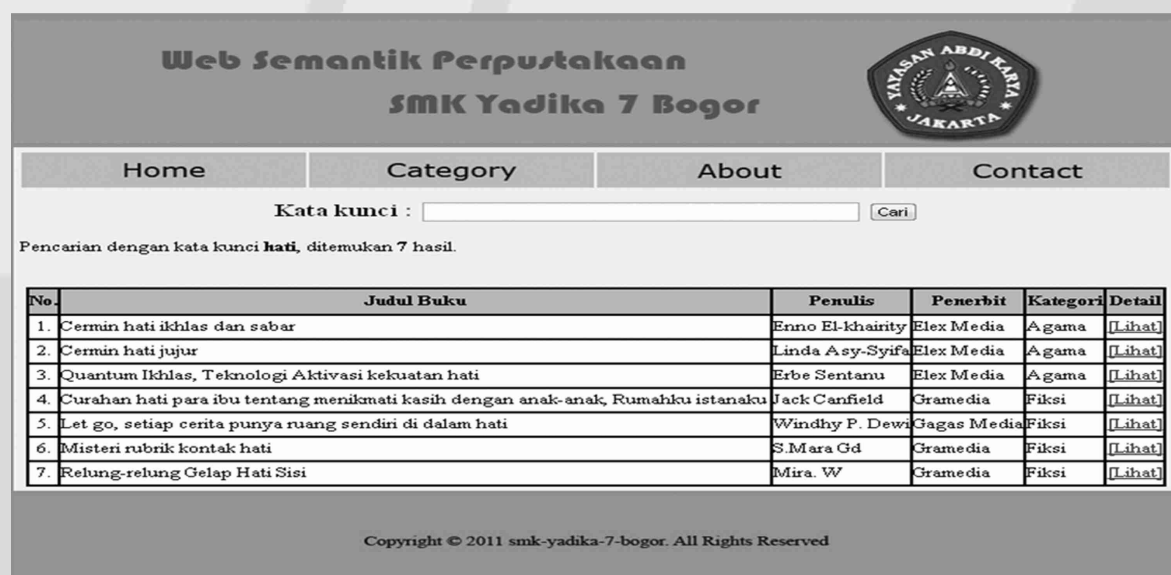 Web Semantik Perpustakaan
SMK Yadika 7 Bogor
YAYASAN ABDI KARYA
* JAKARTA *
Home Category About Contact
Kata kunci : Cari
Pencarian dengan kata kunci hati, ditemukan 7 hasil.
No. Judul Buku Penulis Penerbit Kategori Detail
1. Cermin hati ikhlas dan sabar Enno El-khairity Elex Media Agama [Lihat]
2. Cermin hati jujur Linda Asy-Syifa Elex Media Agama [Lihat]
3. Quantum Ikhlas, Teknologi Aktivasi kekuatan hati Erbe Sentanu Elex Media Agama [Lihat]
4. Curahan hati para ibu tentang menikmati kasih dengan anak-anak, Rumahku istanaku Jack Canfield Gramedia Fiksi [Lihat]
5. Let go, setiap cerita punya ruang sendiri di dalam hati Windhy P. Dewi Gagas Media Fiksi [Lihat]
6. Misteri rubrik kontak hati S.Mara Gd Gramedia Fiksi [Lihat]
7. Relung-relung Gelap Hati Sisi Mira. W Gramedia Fiksi [Lihat]
Copyright © 2011 smk-yadika-7-bogor. All Rights Reserved